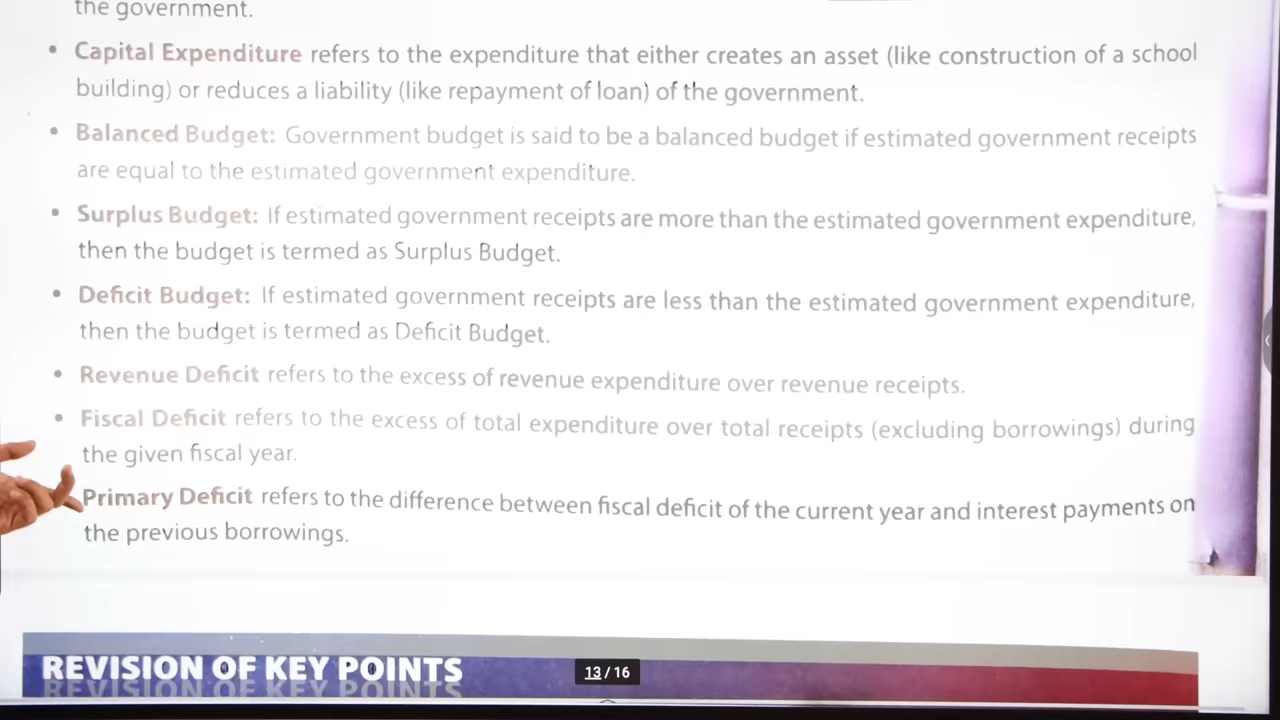 the government.
• Capital Expenditure refers to the expenditure that either creates an asset (like construction of a school
building) or reduces a liability (like repayment of loan) of the government.
• Balanced Budget: Government budget is said to be a balanced budget if estimated government receipts
are equal to the estimated government expenditure.
• Surplus Budget: If estimated government receipts are more than the estimated government expenditure,
then the budget is termed as Surplus Budget.
• Deficit Budget: If estimated government receipts are less than the estimated government expenditure,
then the budget is termed as Deficit Budget.
• Revenue Deficit refers to the excess of revenue expenditure over revenue receipts.
• Fiscal Deficit refers to the excess of total expenditure over total receipts (excluding borrowings) during
the given fiscal year.
Primary Deficit refers to the difference between fiscal deficit of the current year and interest payments on
the previous borrowings.
REVISION OF KEY POINTS
13 / 16